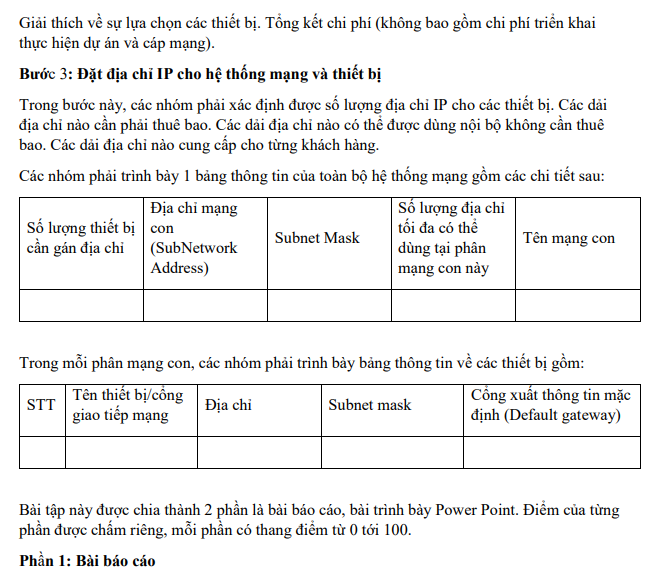 Giải thích về sự lựa chọn các thiết bị. Tổng kết chi phí (không bao gồm chi phí triển khai
thực hiện dự án và cáp mạng).
Bước 3: Đặt địa chỉ IP cho hệ thống mạng và thiết bị
Trong bước này, các nhóm phải xác định được số lượng địa chỉ IP cho các thiết bị. Các dải
địa chỉ nào cần phải thuê bao. Các dải địa chỉ nào có thể được dùng nội bộ không cần thuê
bao. Các dải địa chỉ nào cung cấp cho từng khách hàng.
Các nhóm phải trình bày 1 bảng thông tin của toàn bộ hệ thống mạng gồm các chi tiết sau:
Số lượng thiết bị
cần gán địa chỉ
Địa chỉ mạng
con
(SubNetwork
Address)
Subnet Mask
Số lượng địa chỉ
tối đa có thể
dùng tại phân
mạng con này
Tên mạng con
Trong mỗi phân mạng con, các nhóm phải trình bày bảng thông tin về các thiết bị gồm:
STT
Tên thiết bị/cổng
giao tiếp mạng
Địa chỉ
Subnet mask
Cổng xuất thông tin mặc
định (Default gateway)
Bài tập này được chia thành 2 phần là bài báo cáo, bài trình bày Power Point. Điểm của từng
phần được chấm riêng, mỗi phần có thang điểm từ 0 tới 100.
Phần 1: Bài báo cáo